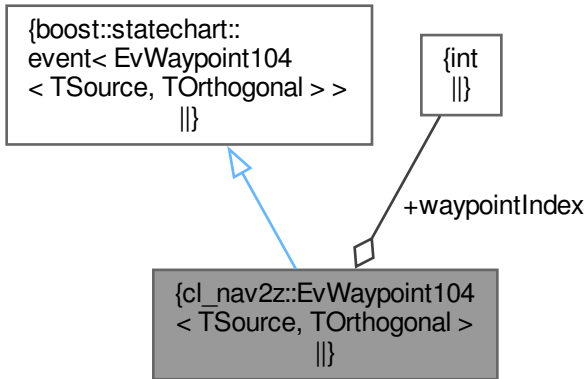 {boost::statechart::
event< EvWaypoint104
< TSource, TOrthogonal > >
||}
{int
||}
+waypointIndex
{cl_nav2z::EvWaypoint104
< TSource, TOrthogonal >
||}